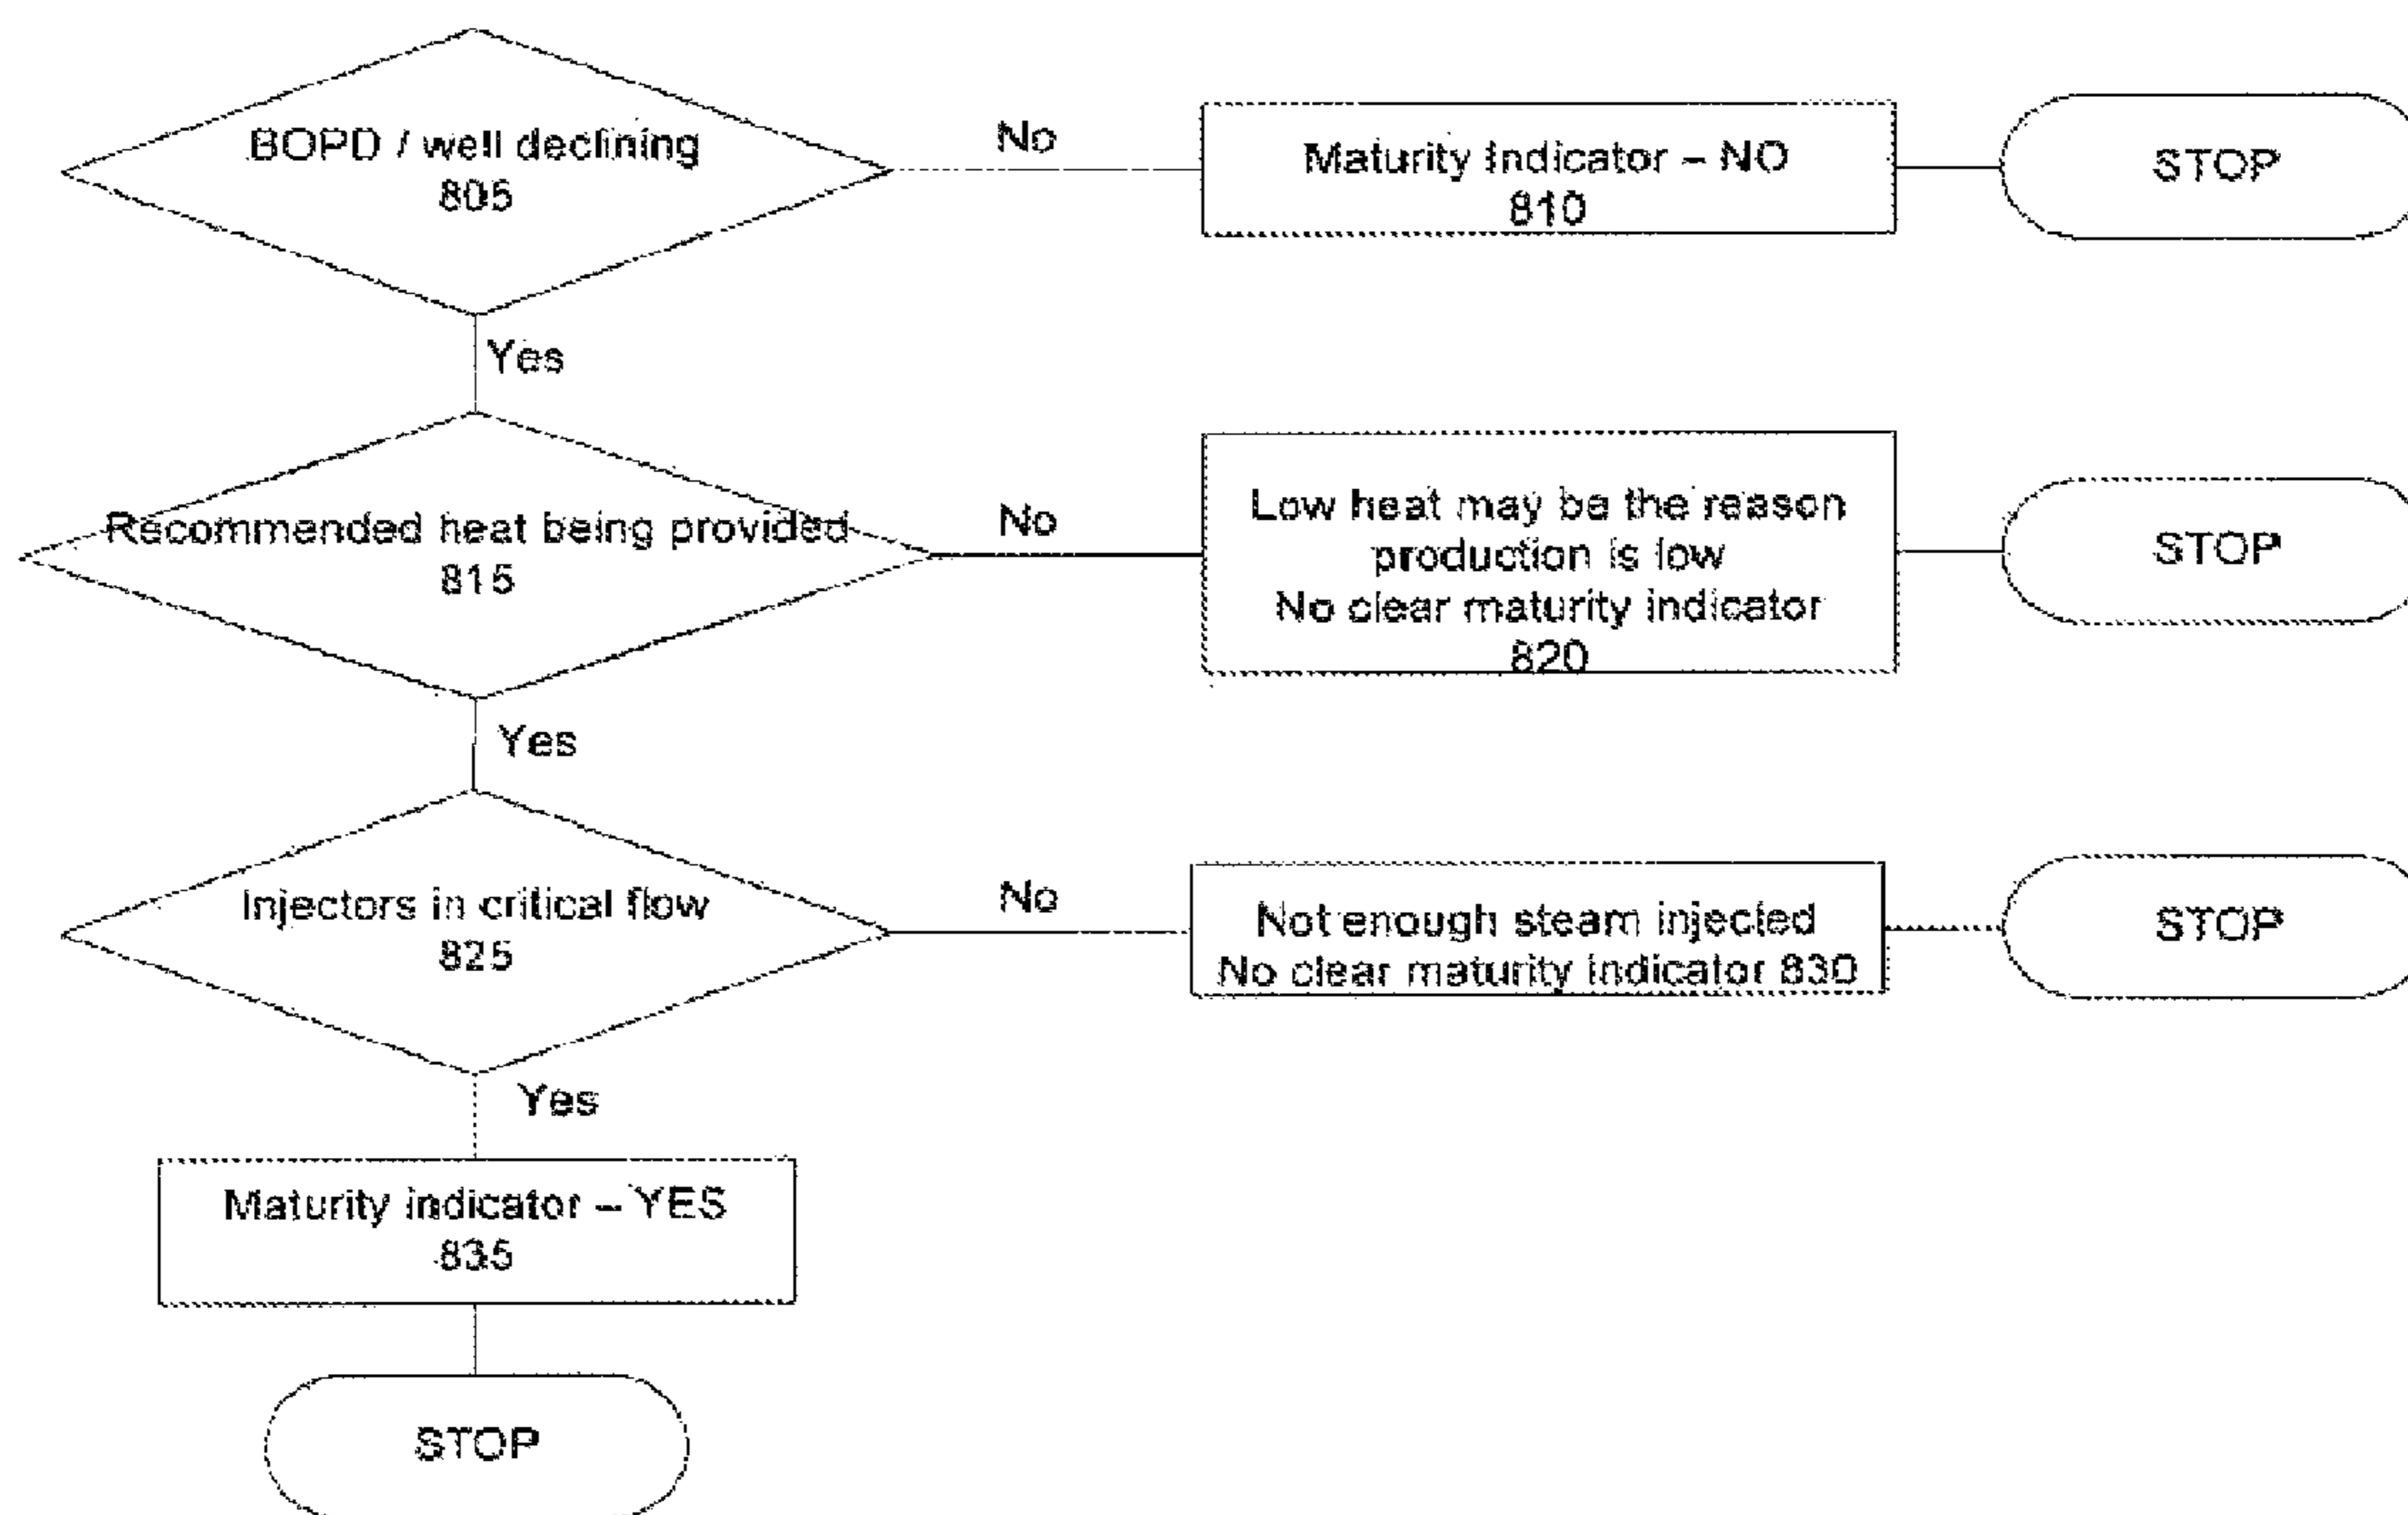 BOPD / well declining
805
No
Maturity Indicator – NO
810
STOP
Yes
Recommended heat being provided
815
No
Low heat may be the reason
production is low
No clear maturity indicator
820
STOP
Yes
Injectors in critical flow
825
No
Not enough steam injected
No clear maturity indicator 830
STOP
Yes
Maturity indicator – YES
835
STOP